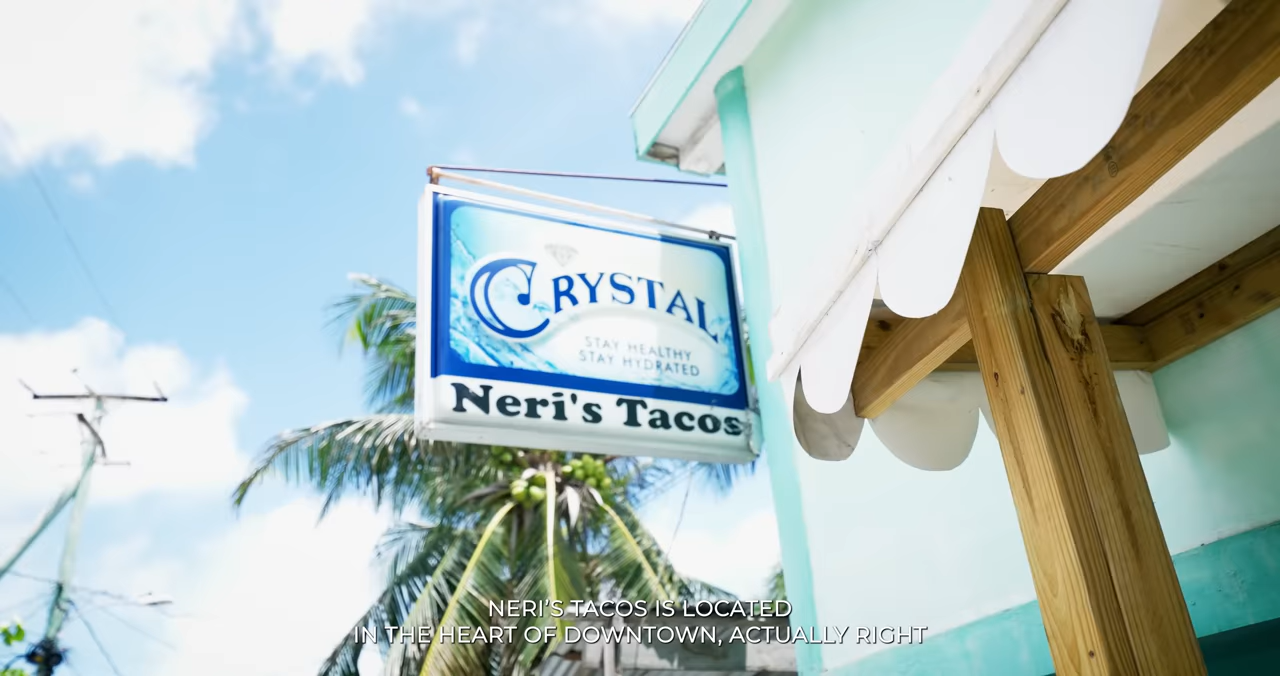 CRYSTAL
STAY HEALTHY
STAY HYDRATED
Neri's Tacos
NERI'S TACOS IS LOCATED
IN THE HEART OF DOWNTOWN, ACTUALLY RIGHT